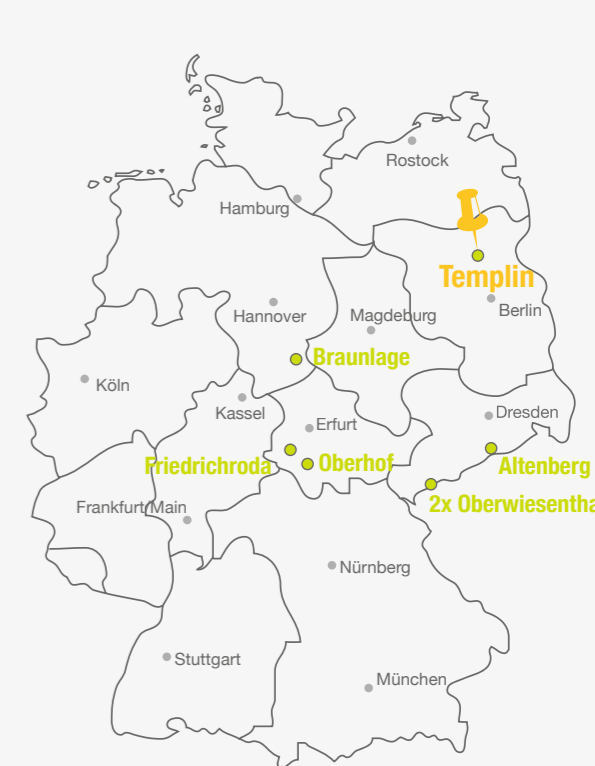 Rostock
Hamburg
Templin
Berlin
Hannover
Magdeburg
Braunlage
Köln
Kassel
Erfurt
Dresden
Friedrichroda
Oberhof
Altenberg
2x Oberwiesentha
Frankfurt/Main
Nürnberg
Stuttgart
München